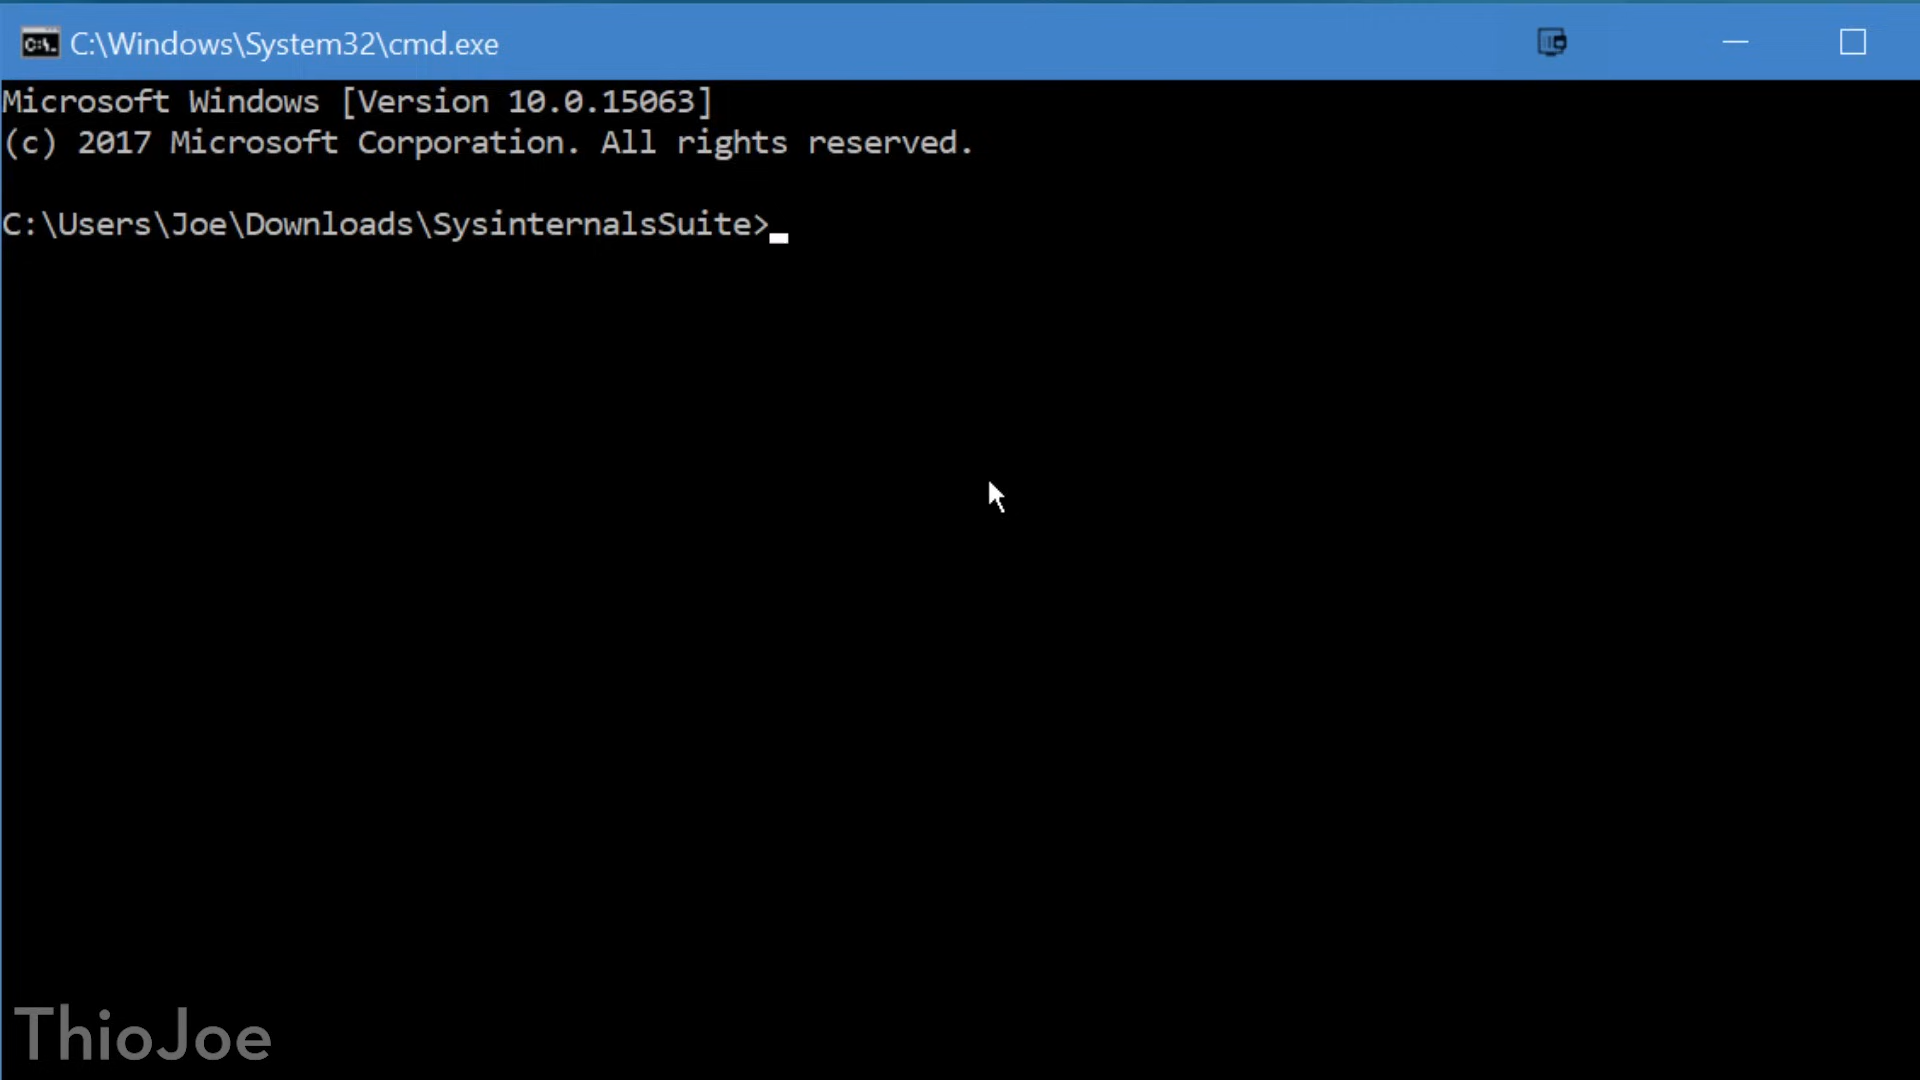 C:\Windows\System32\cmd.exe
Microsoft Windows [Version 10.0.15063]
(c) 2017 Microsoft Corporation. All rights reserved.
C:\Users\Joe\Downloads\SysinternalsSuite>
ThioJoe